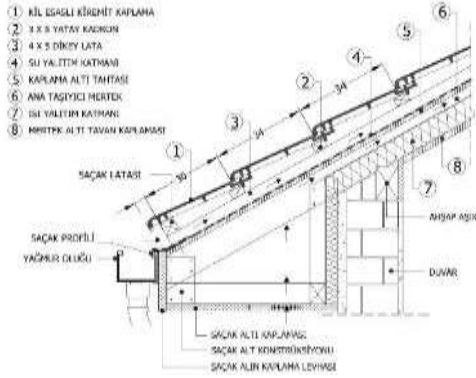 1 KİL ESASLI KİREMİT KAPLAMA
2 3 X 5 YATAY KADRON
3 4 X 5 DİKEY LATA
4 SU YALITIM KATMANI
5 KAPLAMA ALTI TAHTASI
6 ANA TAŞIYICI MERTEK
7 ISI YALITIM KATMANI
8 MERTEK ALTI TAVAN KAPLAMASI
6
5
34
4
2
34
3
30
1
SAÇAK LATASI
8
7
SAÇAK PROFİLİ
YAĞMUR OLUĞU
AHŞAP AŞIK
DUVAR
SAÇAK ALTI KAPLAMASI
SAÇAK ALT KONSTRÜKSİYONU
SAÇAK ALIN KAPLAMA LEVHASI